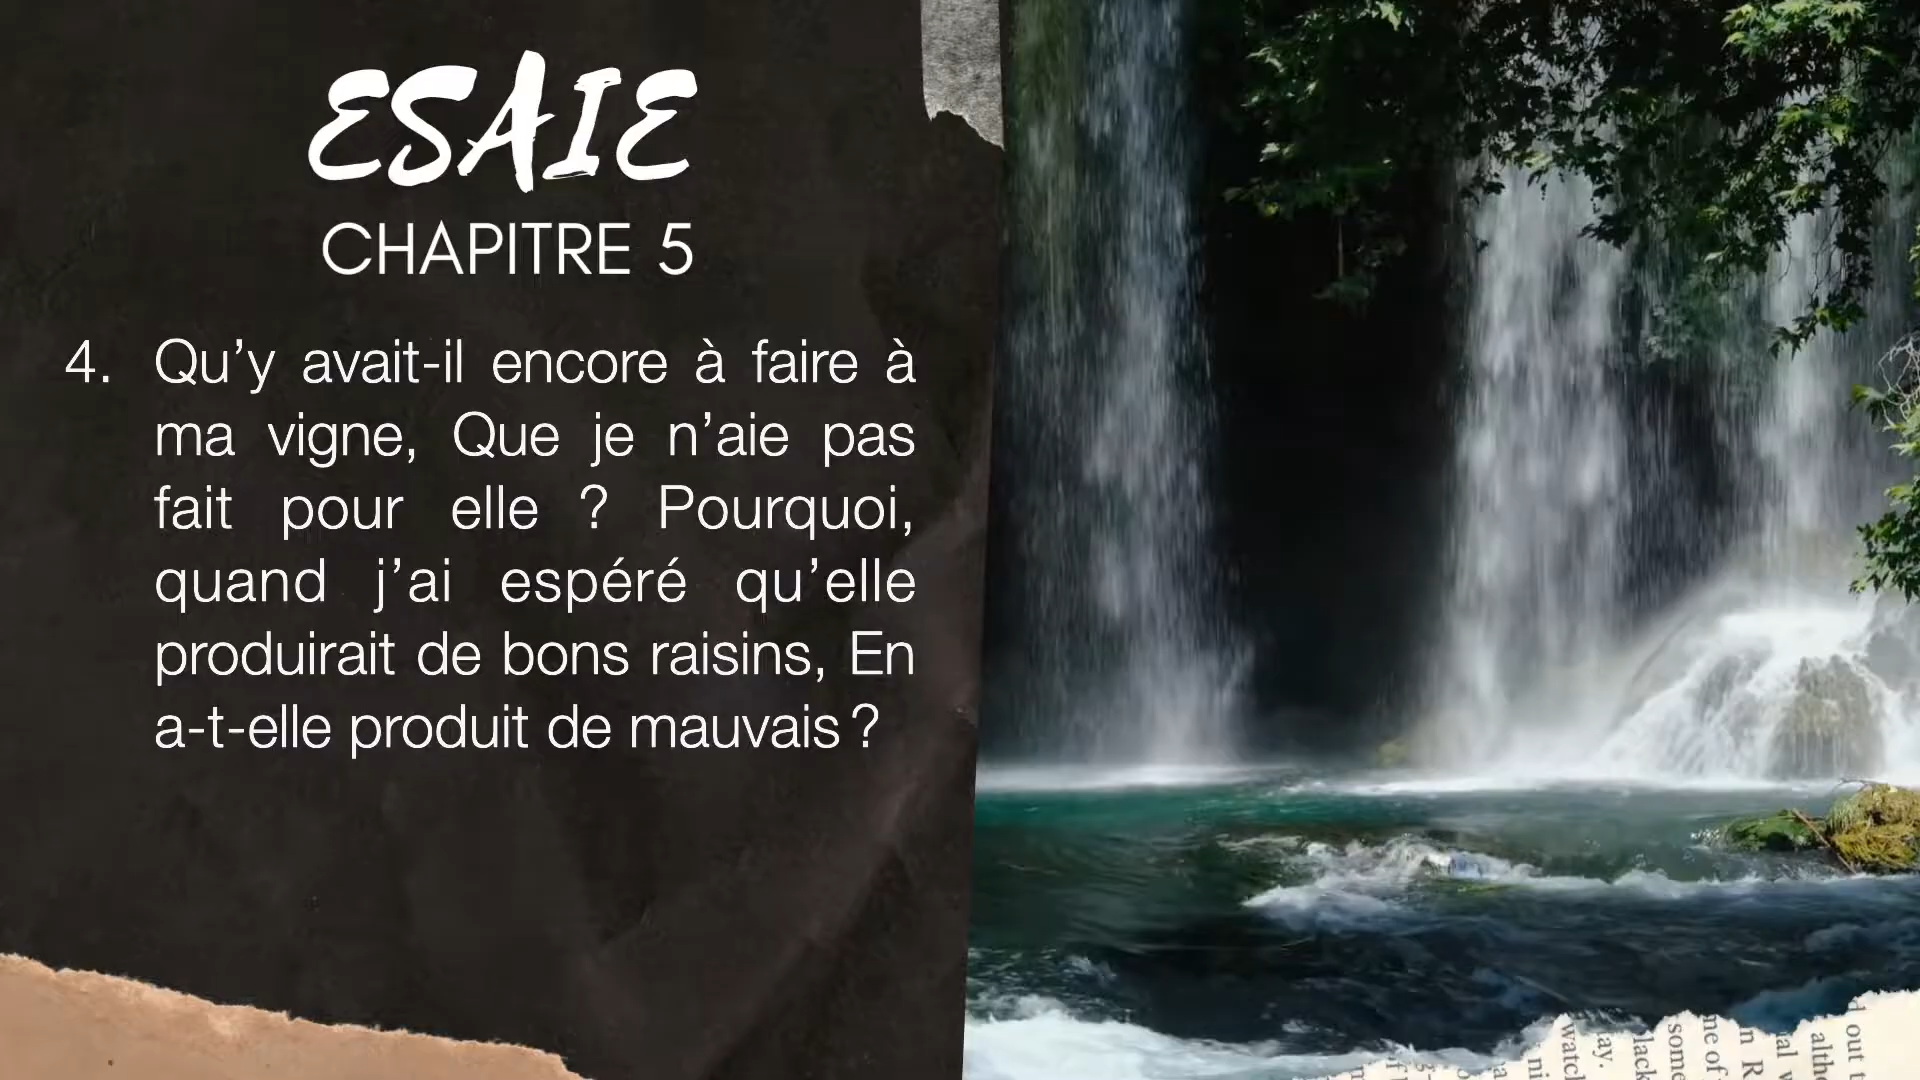 ESAIE
CHAPITRE 5
4. Qu’y avait-il encore à faire à
ma vigne, Que je n’aie pas
fait pour elle ? Pourquoi,
quand j’ai espéré qu’elle
produirait de bons raisins, En
a-t-elle produit de mauvais ?